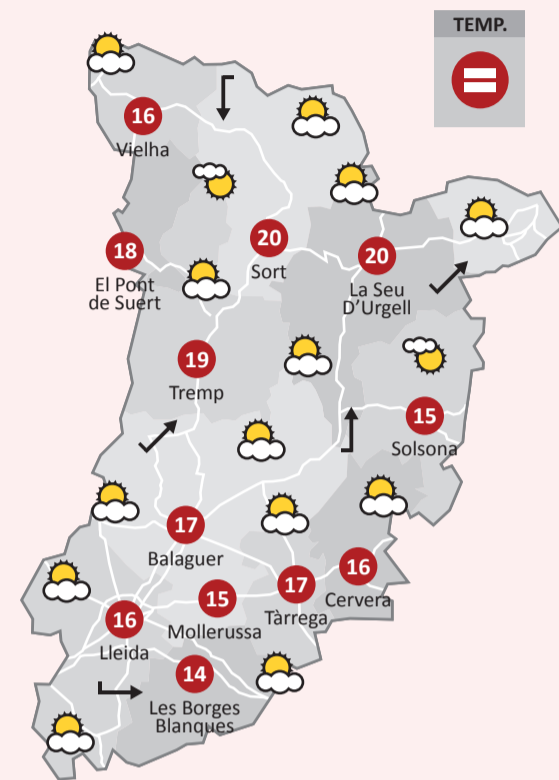 TEMP.
16
Vielha
18
El Pont
de Suert
20
Sort
20
La Seu
D'Urgell
19
Tremp
15
Solsona
17
Balaguer
16
Cervera
17
Tàrrega
15
Mollerussa
16
Lleida
14
Les Borges
Blanques